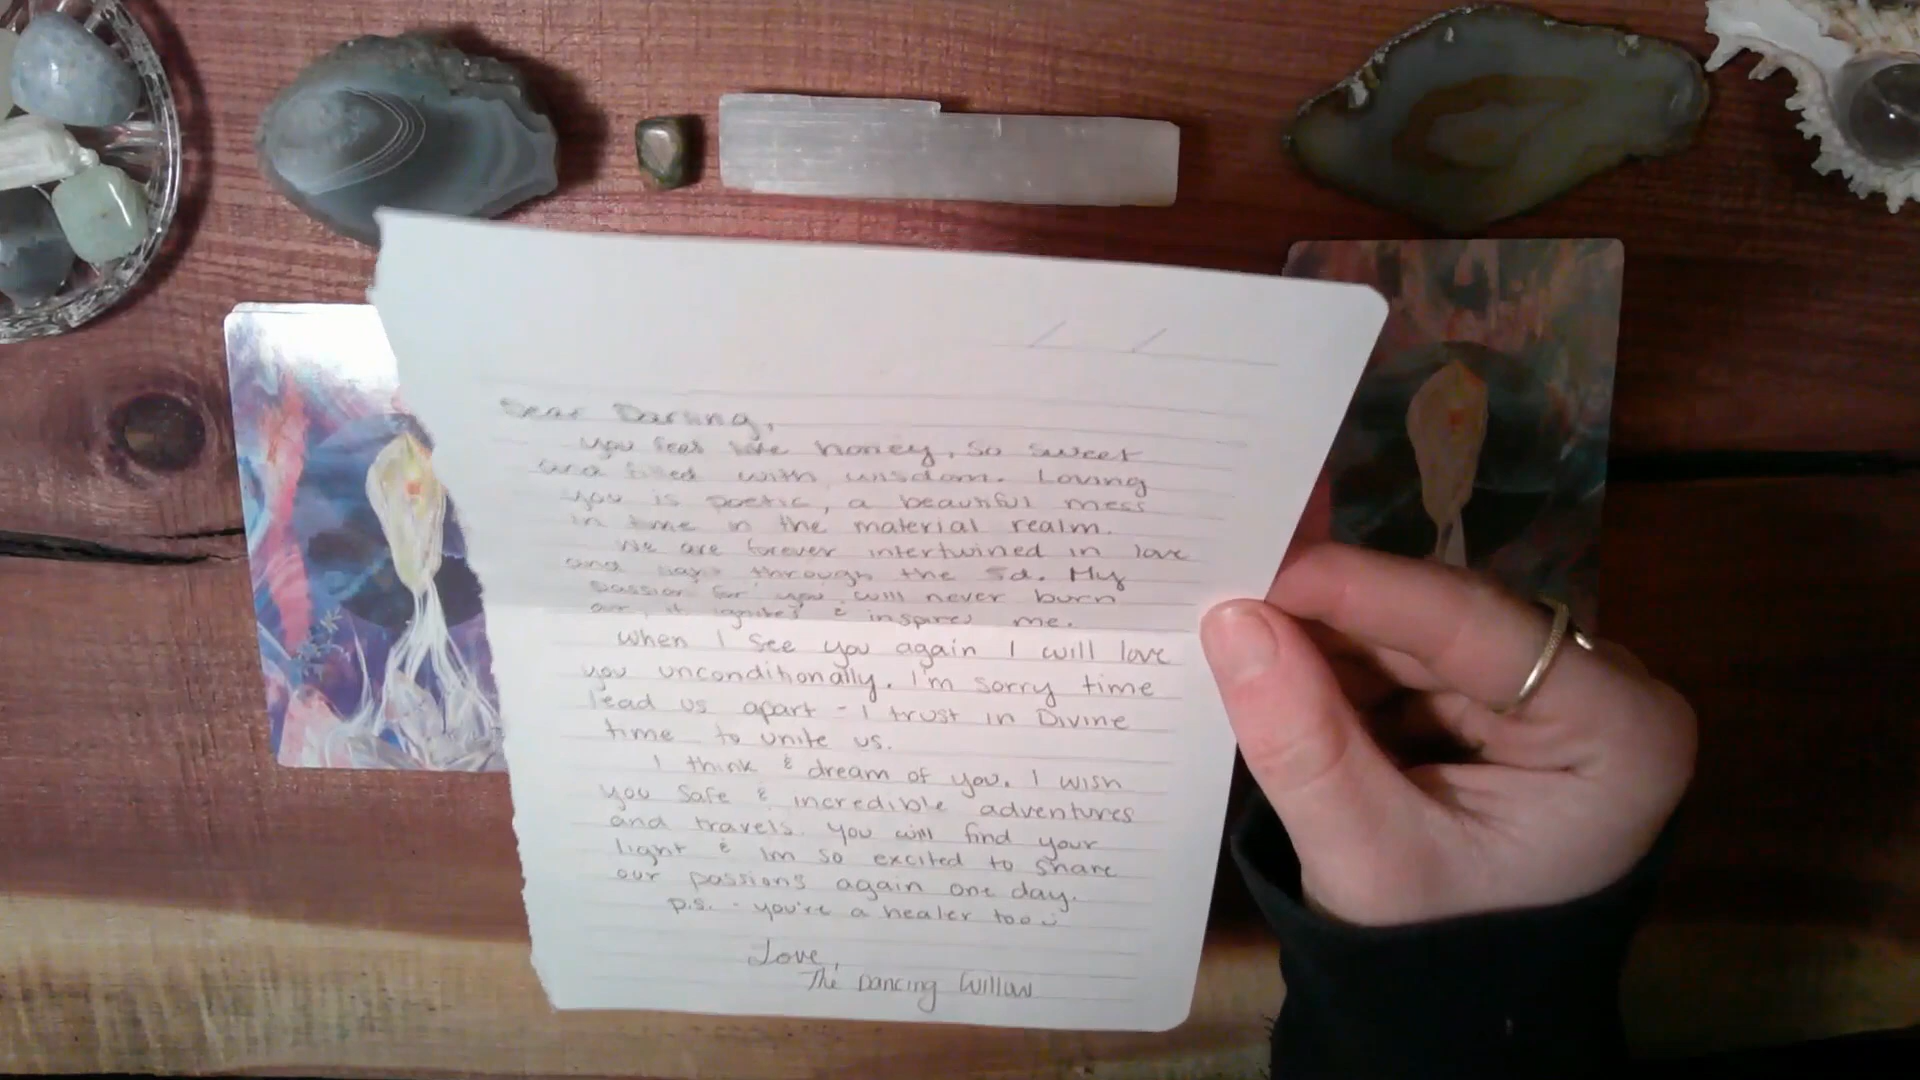 Dear Darling,
You feel like honey, so sweet
and filled with wisdom. Loving
you is poetic, a beautiful mess
in time in the material realm.
We are forever intertwined in love
and through the 5d. My
passion for you will never burn
out, it ignites & inspires me.
When I see you again I will love
you unconditionally. I'm sorry time
lead us apart - I trust in Divine
time to unite us.
I think & dream of you. I wish
you safe & incredible adventures
and travels. You will find your
light & Im so excited to share
our passions again one day.
p.s. - you're a healer too :)
Love,
The Dancing Willow